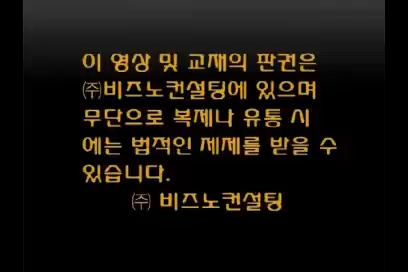 이 영상 및 교재의 판권은
㈜비즈노컨설팅에 있으며
무단으로 복제나 유통 시
에는 법적인 제제를 받을 수
있습니다.
㈜ 비즈노컨설팅